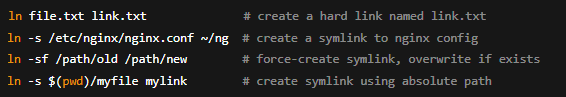 ln file.txt link.txt                # create a hard link named link.txt
ln -s /etc/nginx/nginx.conf ~/ng    # create a symlink to nginx config
ln -sf /path/old /path/new          # force-create symlink, overwrite if exists
ln -s $(pwd)/myfile mylink          # create symlink using absolute path